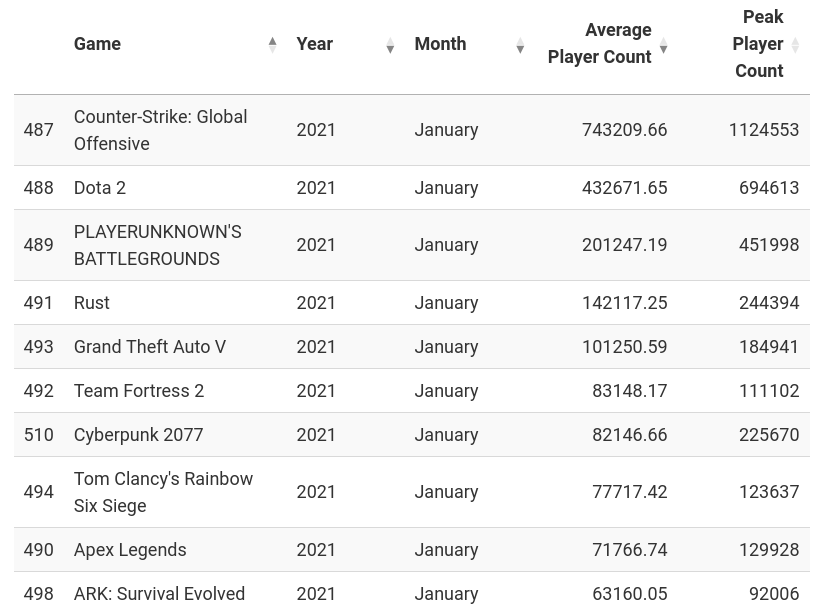 Game Year Month Average Player Count Peak Player Count
487 Counter-Strike: Global Offensive 2021 January 743209.66 1124553
488 Dota 2 2021 January 432671.65 694613
489 PLAYERUNKNOWN'S BATTLEGROUNDS 2021 January 201247.19 451998
491 Rust 2021 January 142117.25 244394
493 Grand Theft Auto V 2021 January 101250.59 184941
492 Team Fortress 2 2021 January 83148.17 111102
510 Cyberpunk 2077 2021 January 82146.66 225670
494 Tom Clancy's Rainbow Six Siege 2021 January 77717.42 123637
490 Apex Legends 2021 January 71766.74 129928
498 ARK: Survival Evolved 2021 January 63160.05 92006